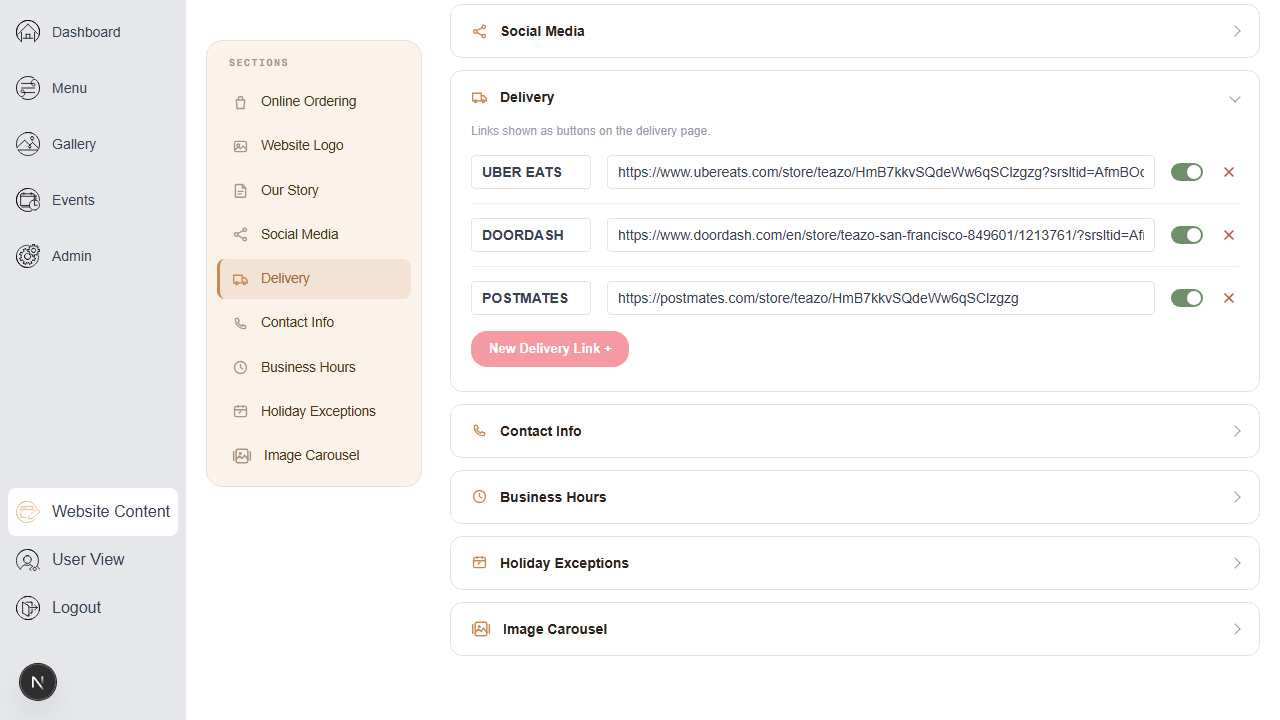 Dashboard
Menu
Gallery
Events
Admin
Website Content
User View
Logout
N
SECTIONS
Online Ordering
Website Logo
Our Story
Social Media
Delivery
Contact Info
Business Hours
Holiday Exceptions
Image Carousel
Social Media
Delivery
Links shown as buttons on the delivery page.
UBER EATS https://www.ubereats.com/store/teazo/HmB7kkvSQdeWw6qSClzgzg?srsltid=AfmBOc
DOORDASH https://www.doordash.com/en/store/teazo-san-francisco-849601/1213761/?srsltid=Afm
POSTMATES https://postmates.com/store/teazo/HmB7kkvSQdeWw6qSClzgzg
New Delivery Link +
Contact Info
Business Hours
Holiday Exceptions
Image Carousel